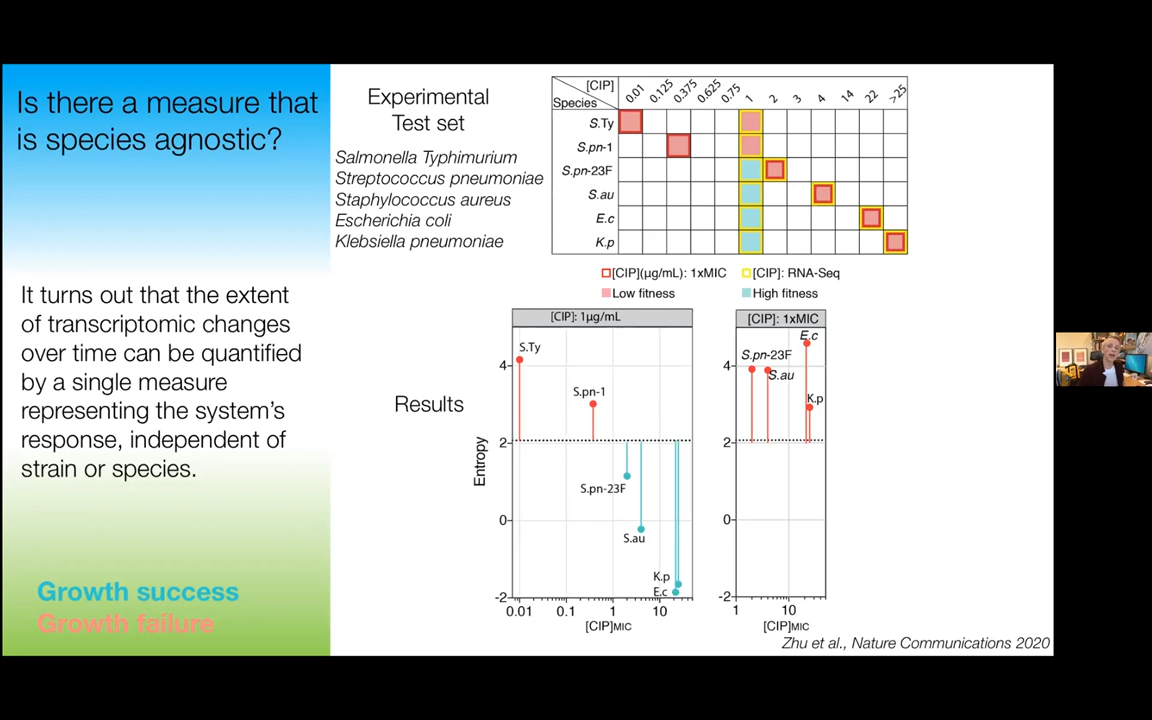 Is there a measure that
is species agnostic?
It turns out that the extent
of transcriptomic changes
over time can be quantified
by a single measure
representing the system's
response, independent of
strain or species.
Growth success
Growth failure
Experimental
Test set
Salmonella Typhimurium
Streptococcus pneumoniae
Staphylococcus aureus
Escherichia coli
Klebsiella pneumoniae
[CIP]
Species
0.01 0.125 0.375 0.625 0.75 1 2 3 4 14 22 >25
S.Ty
S.pn-1
S.pn-23F
S.au
E.c
K.p
[CIP](µg/mL): 1xMIC [CIP]: RNA-Seq
Low fitness High fitness
Results
[CIP]: 1µg/mL
Entropy
4
2
0
-2
S.Ty
S.pn-1
S.pn-23F
S.au
K.p
E.c
0.01 0.1 1 10
[CIP]MIC
[CIP]: 1xMIC
4
2
0
-2
E.c
S.pn-23F
S.au
K.p
1 10
[CIP]MIC
Zhu et al., Nature Communications 2020